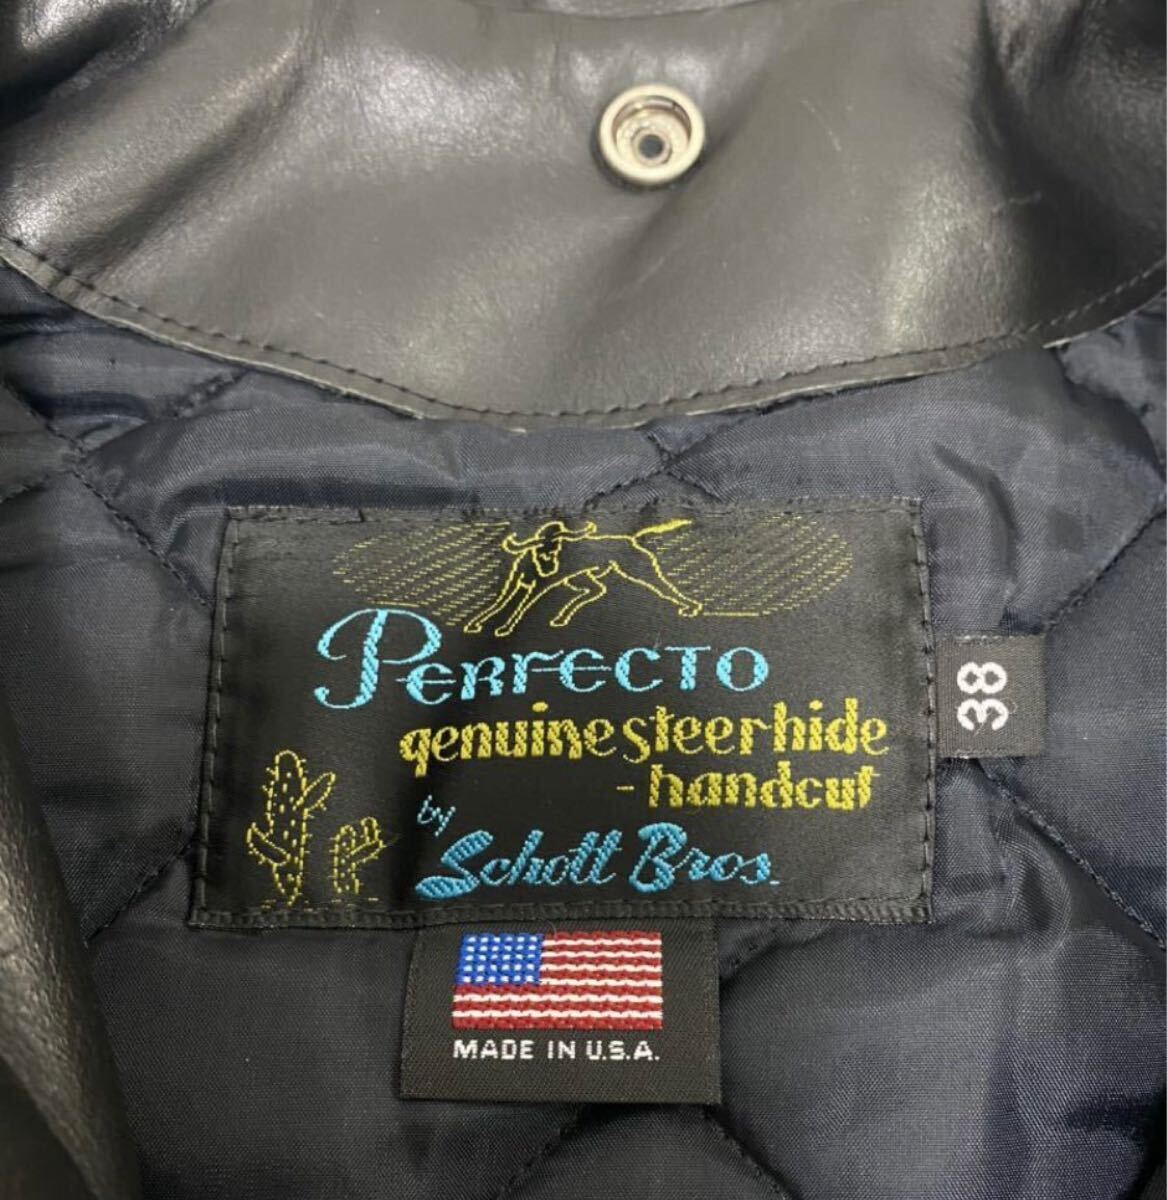 PERFECTO
genuine steerhide
-handcut
by
Schott Bros.
38
MADE IN U.S.A.